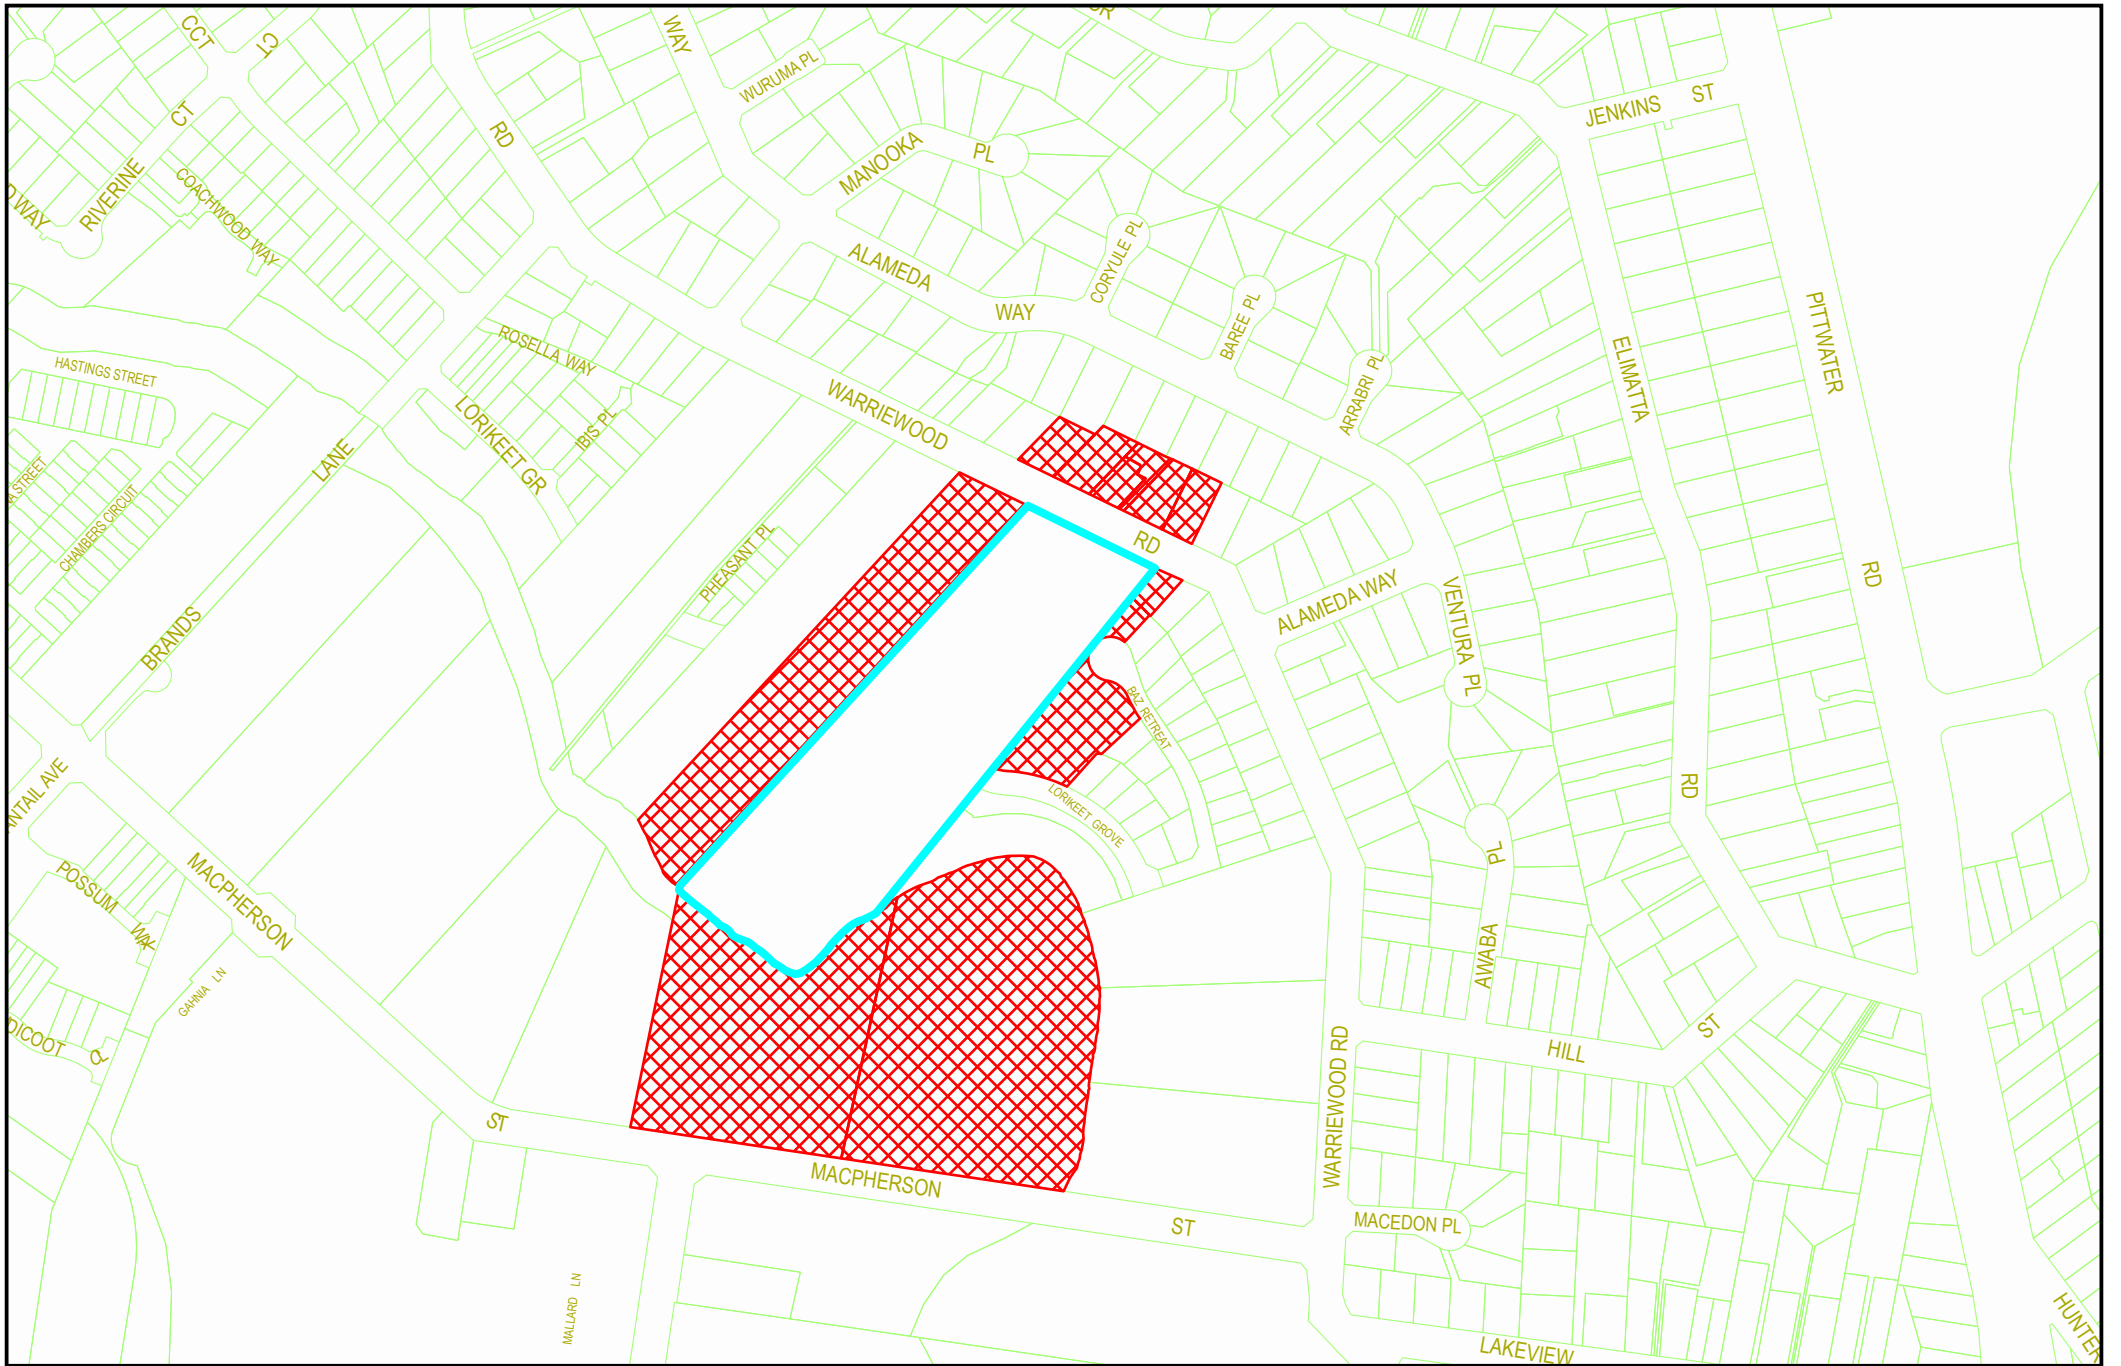 CCT
CT
WAY
WURUMA PL
RD
CT
JENKINS ST
MANOOKA PL
RIVERINE
COACHWOOD WAY
WAY
CORYULE PL
ALAMEDA WAY
BAREE PL
PITTWATER
ROSELLA WAY
ELIMATTA
HASTINGS STREET
ARRABRI PL
WARRIEWOOD
LORIKEET GR
IBIS PL
LANE
STREET
CHAMBERS CIRCUIT
RD
PHEASANT PL
RD
ALAMEDA WAY
VENTURA PL
BRANDS
BAZ RETREAT
RD
AVE
LORIKEET GROVE
PL
MACPHERSON
POSSUM WAY
AWABA
GAHNIA LN
ST
HILL
WARRIEWOOD RD
ST
MACPHERSON
ST
MACEDON PL
MALLARD LN
LAKEVIEW
HUNTER